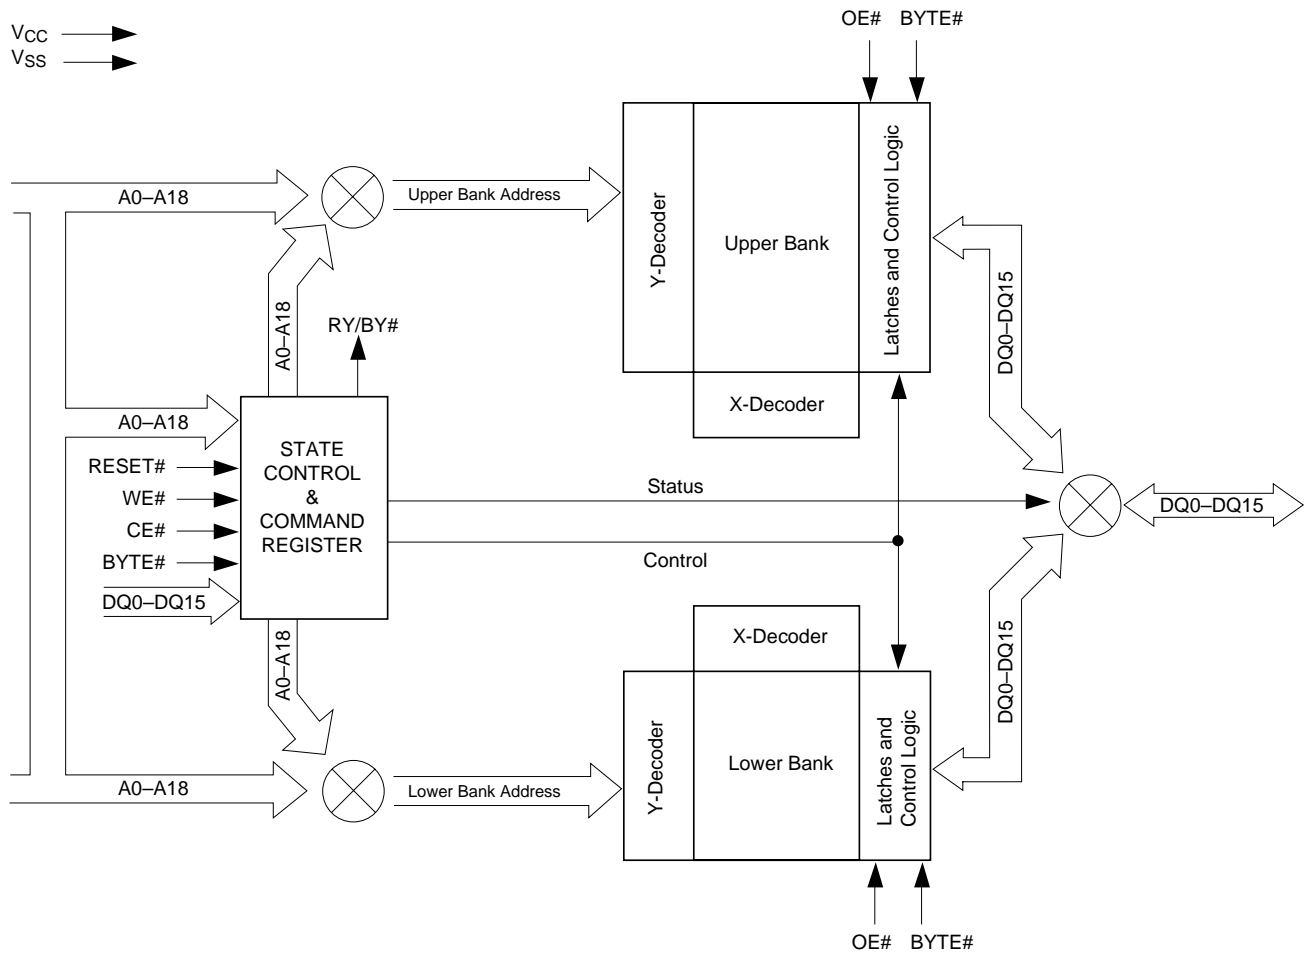 VCC
VSS
OE# BYTE#
A0–A18
Upper Bank Address
Y-Decoder
Upper Bank
Latches and Control Logic
A0–A18
RY/BY#
DQ0–DQ15
X-Decoder
A0–A18
RESET#
WE#
CE#
BYTE#
DQ0–DQ15
STATE
CONTROL
&
COMMAND
REGISTER
Status
Control
DQ0–DQ15
A0–A18
X-Decoder
DQ0–DQ15
Y-Decoder
Lower Bank
Latches and
Control Logic
A0–A18
Lower Bank Address
OE# BYTE#